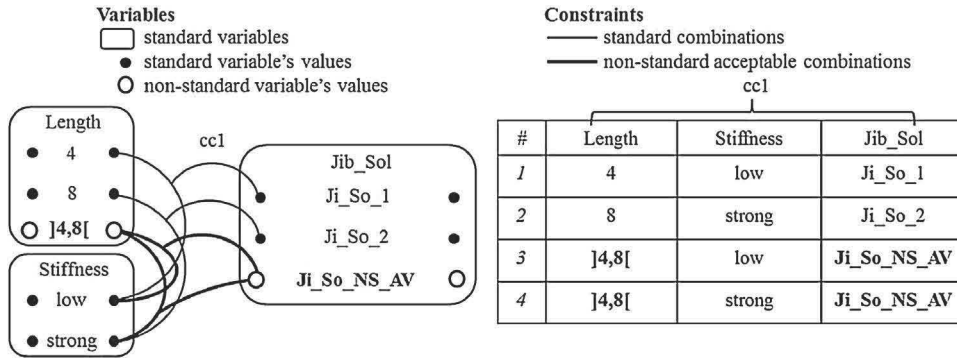 Variables
standard variables
standard variable's values
non-standard variable's values
Constraints
standard combinations
non-standard acceptable combinations
cc1
Length
4
8
]4,8[
Stiffness
low
strong
cc1
Jib_Sol
Ji_So_1
Ji_So_2
Ji_So_NS_AV
# Length Stiffness Jib_Sol
1 4 low Ji_So_1
2 8 strong Ji_So_2
3 ]4,8[ low Ji_So_NS_AV
4 ]4,8[ strong Ji_So_NS_AV